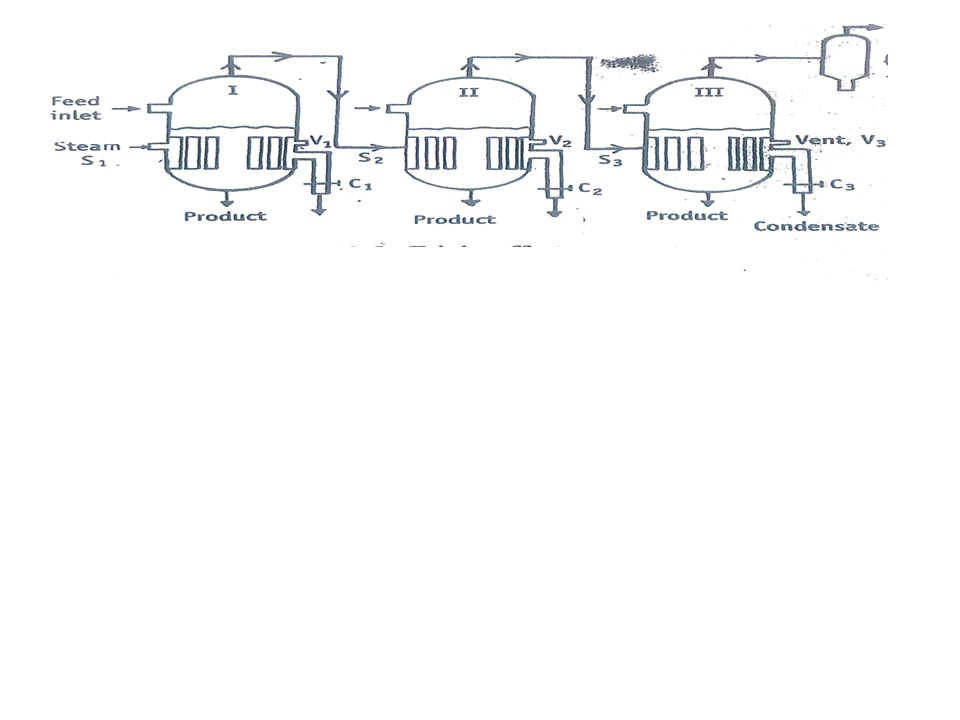 I
II
III
Feed
inlet
Steam
S1
V1
S2
V2
S3
Vent, V3
C1
C2
C3
Product
Product
Product
Condensate